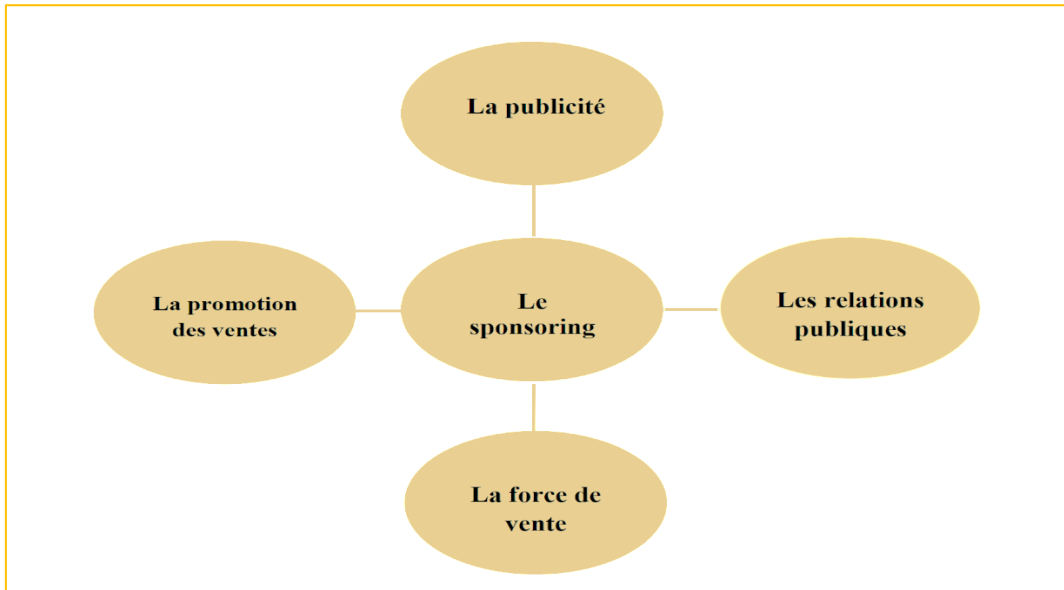 La publicité
La promotion
des ventes
Le
sponsoring
Les relations
publiques
La force de
vente